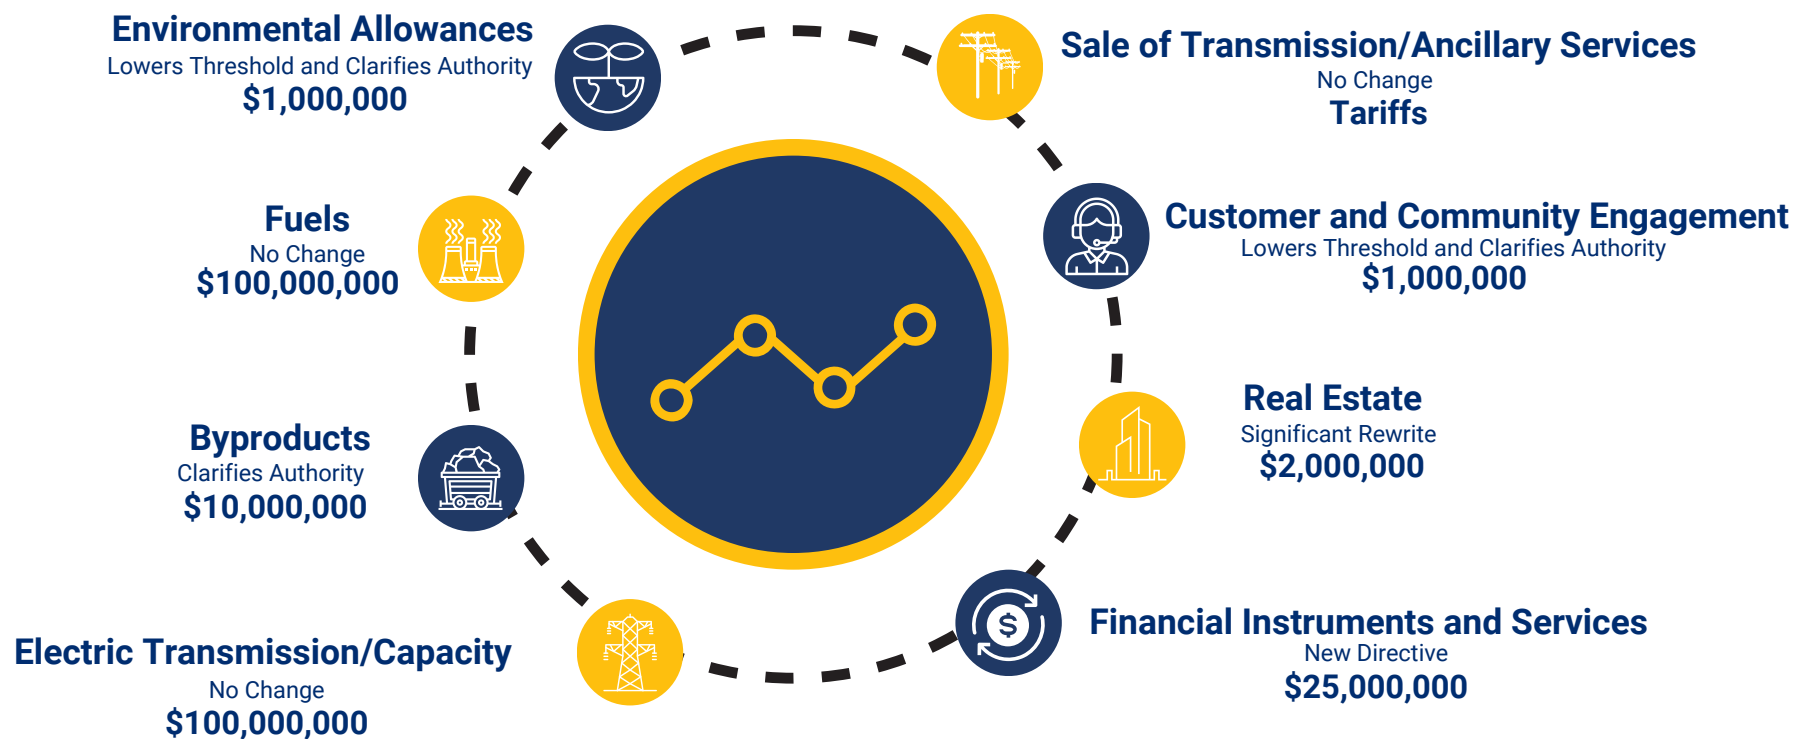 Environmental Allowances
Lowers Threshold and Clarifies Authority
$1,000,000
Sale of Transmission/Ancillary Services
No Change
Tariffs
Fuels
No Change
$100,000,000
Customer and Community Engagement
Lowers Threshold and Clarifies Authority
$1,000,000
Byproducts
Clarifies Authority
$10,000,000
Real Estate
Significant Rewrite
$2,000,000
Electric Transmission/Capacity
No Change
$100,000,000
$
Financial Instruments and Services
New Directive
$25,000,000